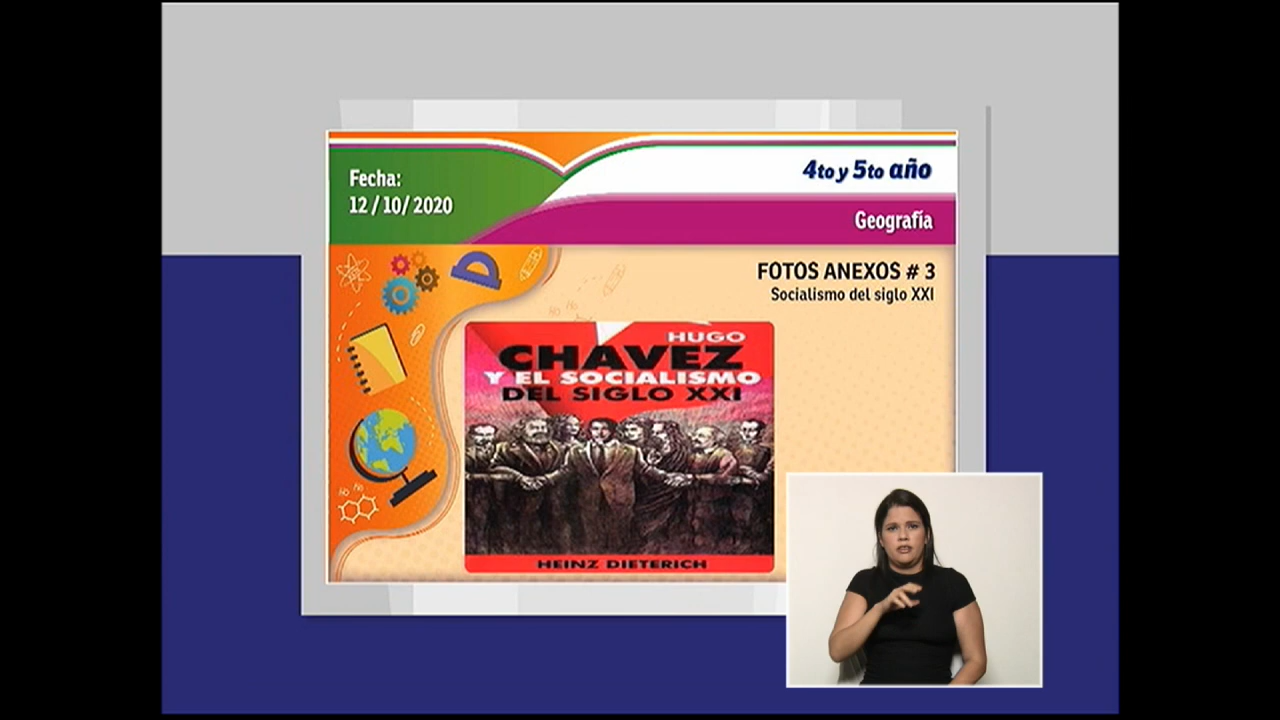 Fecha:
12/10/2020
4to y 5to año
Geografía
FOTOS ANEXOS # 3
Socialismo del siglo XXI
HUGO
CHAVEZ
Y EL SOCIALISMO
DEL SIGLO XXI
HEINZ DIETERICH